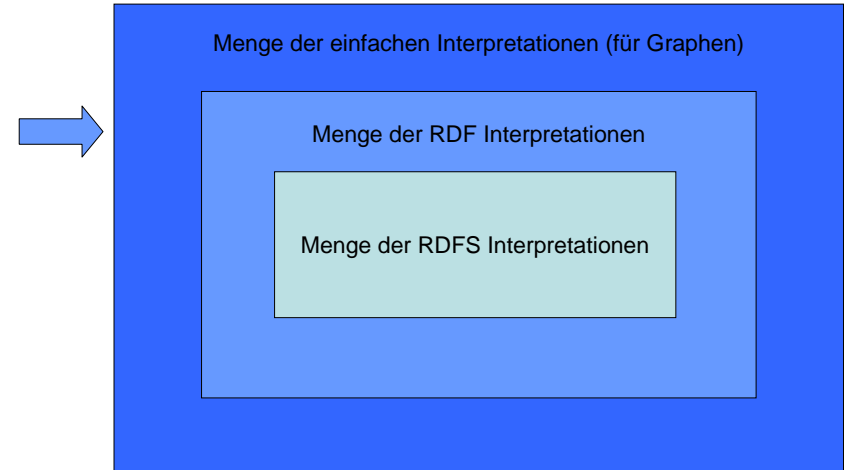 Menge der einfachen Interpretationen (für Graphen)
Menge der RDF Interpretationen
Menge der RDFS Interpretationen